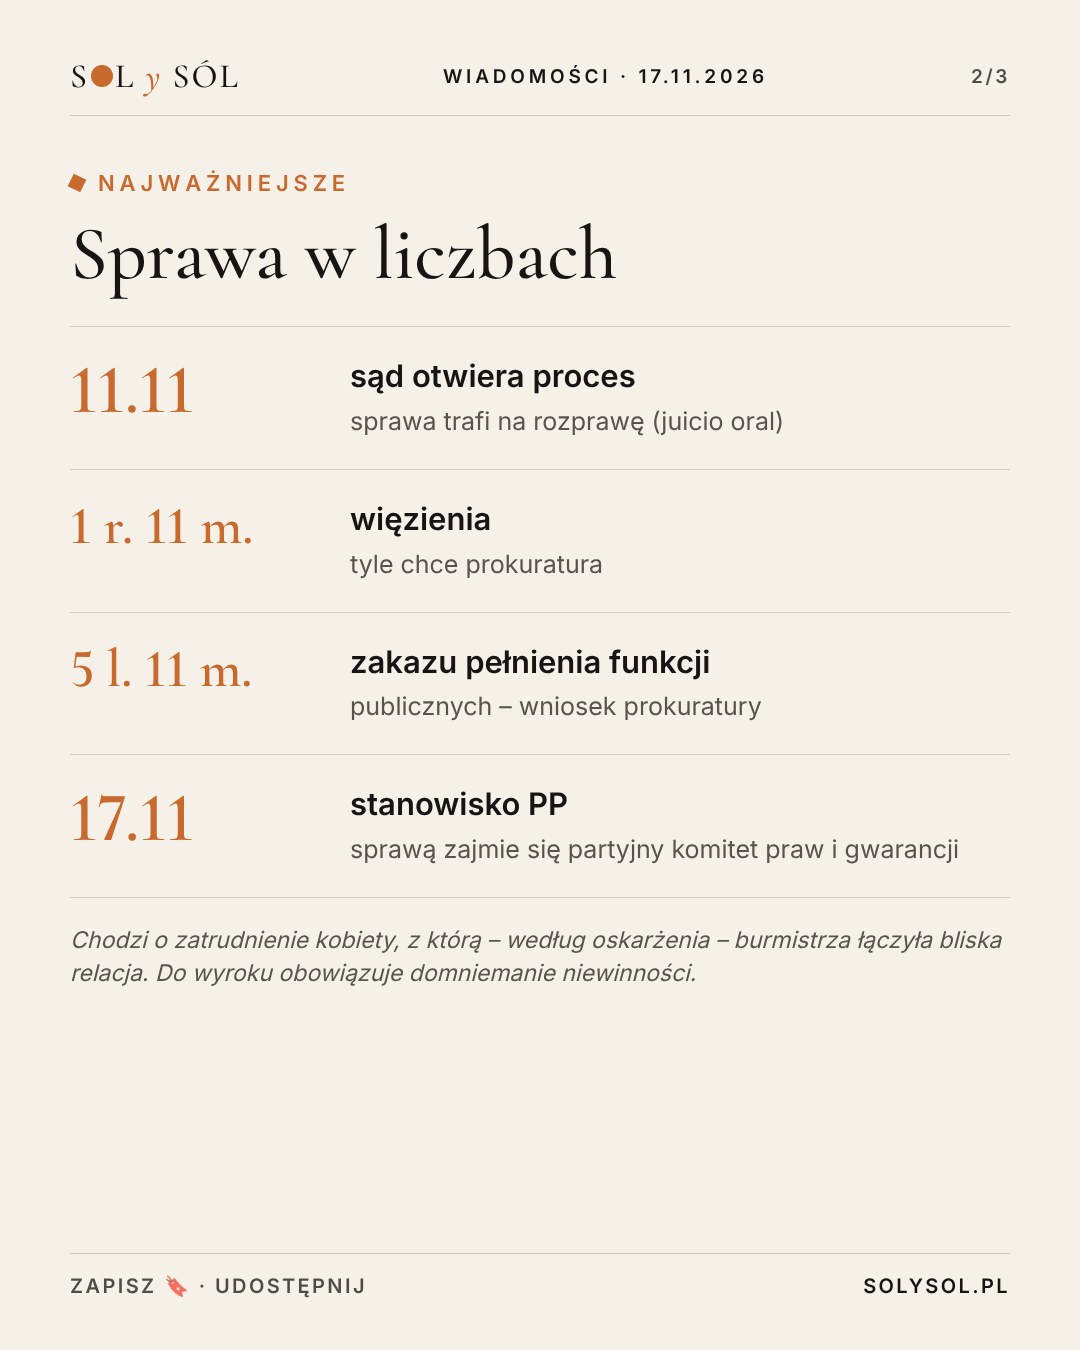 SOL y SÓL
WIADOMOŚCI · 17.11.2026
2/3
NAJWAŻNIEJSZE
Sprawa w liczbach
11.11
sąd otwiera proces
sprawa trafi na rozprawę (juicio oral)
1 r. 11 m.
więzienia
tyle chce prokuratura
5 l. 11 m.
zakazu pełnienia funkcji
publicznych – wniosek prokuratury
17.11
stanowisko PP
sprawą zajmie się partyjny komitet praw i gwarancji
Chodzi o zatrudnienie kobiety, z którą – według oskarżenia – burmistrza łączyła bliska
relacja. Do wyroku obowiązuje domniemanie niewinności.
ZAPISZ 🔖 · UDOSTĘPNIJ
SOLYSOL.PL